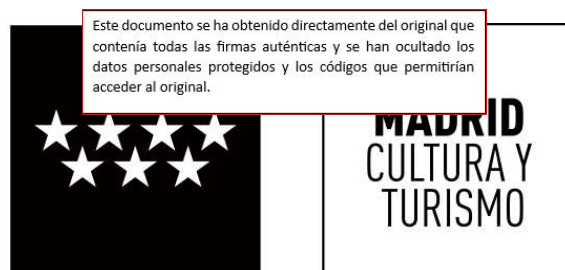 Este documento se ha obtenido directamente del original que
contenía todas las firmas auténticas y se han ocultado los
datos personales protegidos y los códigos que permitirían
acceder al original.
MADRID
CULTURA Y
TURISMO